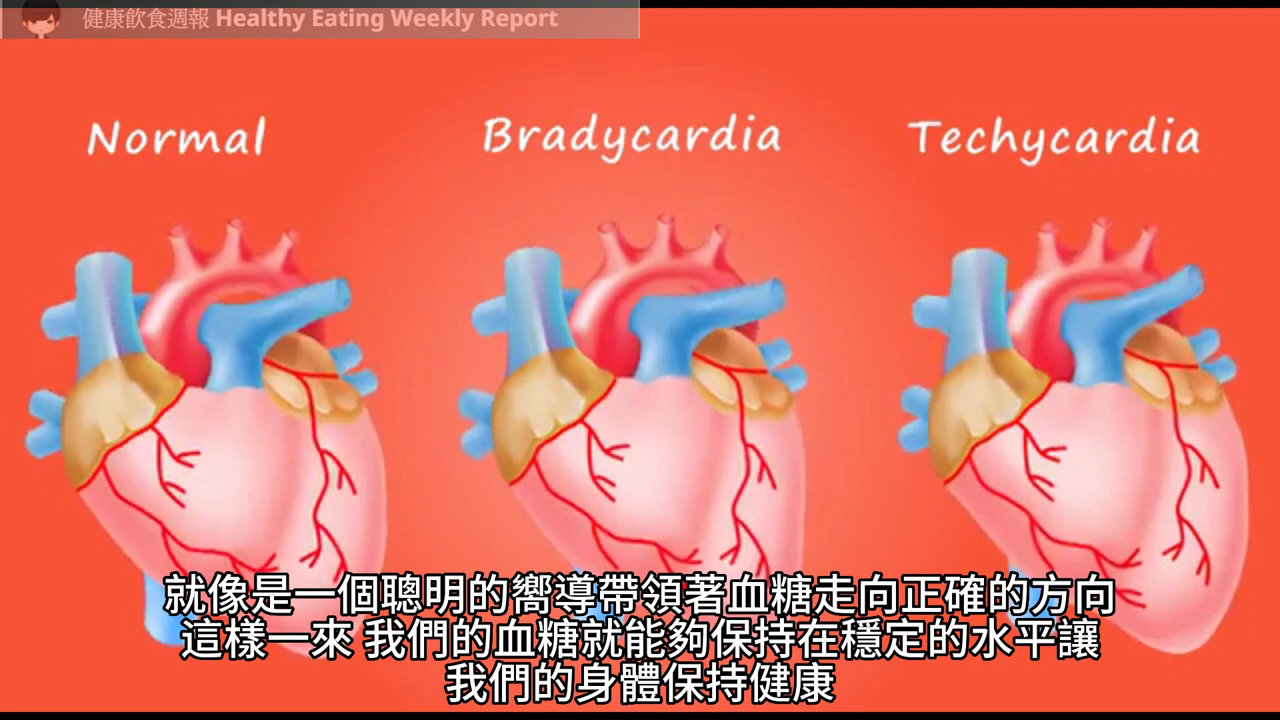 健康飲食週報 Healthy Eating Weekly Report
Normal
Bradycardia
Techycardia
就像是一個聰明的嚮導帶領著血糖走向正確的方向
這樣一來 我們的血糖就能夠保持在穩定的水平讓
我們的身體保持健康